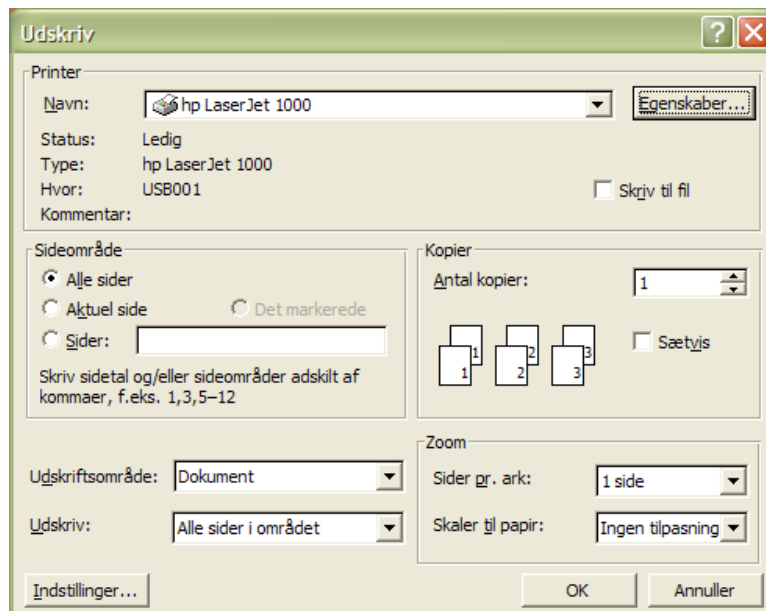 Udskriv
Printer
Navn: hp LaserJet 1000 Egenskaber...
Status: Ledig
Type: hp LaserJet 1000
Hvor: USB001 Skriv til fil
Kommentar:
Sideområde
Alle sider
Aktuel side Det markerede
Sider:
Skriv sidetal og/eller sideområder adskilt af
kommaer, f.eks. 1,3,5–12
Kopier
Antal kopier: 1
1 1 2 2 3 3 Sætvis
Udskriftsområde: Dokument
Udskriv: Alle sider i området
Zoom
Sider pr. ark: 1 side
Skaler til papir: Ingen tilpasning
Indstillinger... OK Annuller